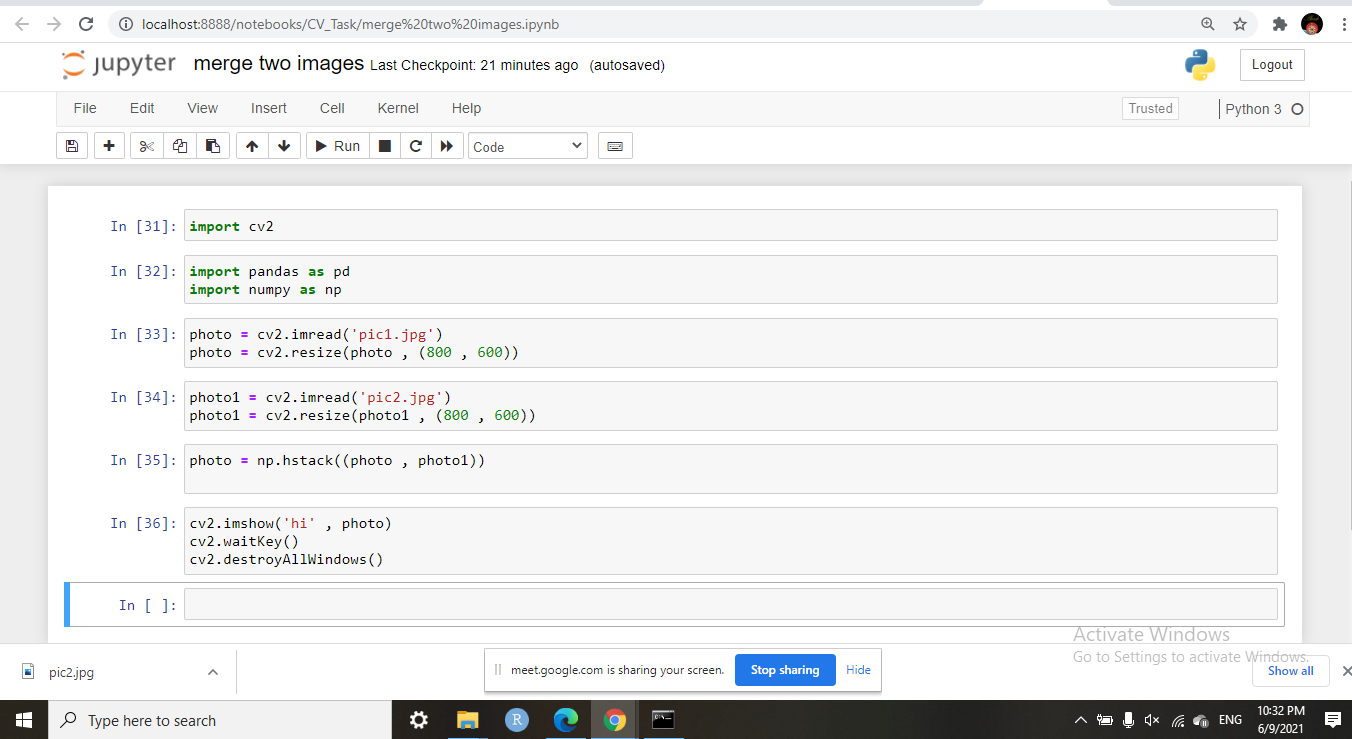 localhost:8888/notebooks/CV_Task/merge%20two%20images.ipynb
jupyter merge two images Last Checkpoint: 21 minutes ago (autosaved)
Logout
File Edit View Insert Cell Kernel Help
Trusted
Python 3
Run
Code
In [31]: import cv2
In [32]: import pandas as pd
import numpy as np
In [33]: photo = cv2.imread('pic1.jpg')
photo = cv2.resize(photo , (800 , 600))
In [34]: photo1 = cv2.imread('pic2.jpg')
photo1 = cv2.resize(photo1 , (800 , 600))
In [35]: photo = np.hstack((photo , photo1))
In [36]: cv2.imshow('hi' , photo)
cv2.waitKey()
cv2.destroyAllWindows()
In [ ]:
Activate Windows
Go to Settings to activate Windows.
pic2.jpg
meet.google.com is sharing your screen.
Stop sharing
Hide
Show all
Type here to search
R
ENG
10:32 PM
6/9/2021